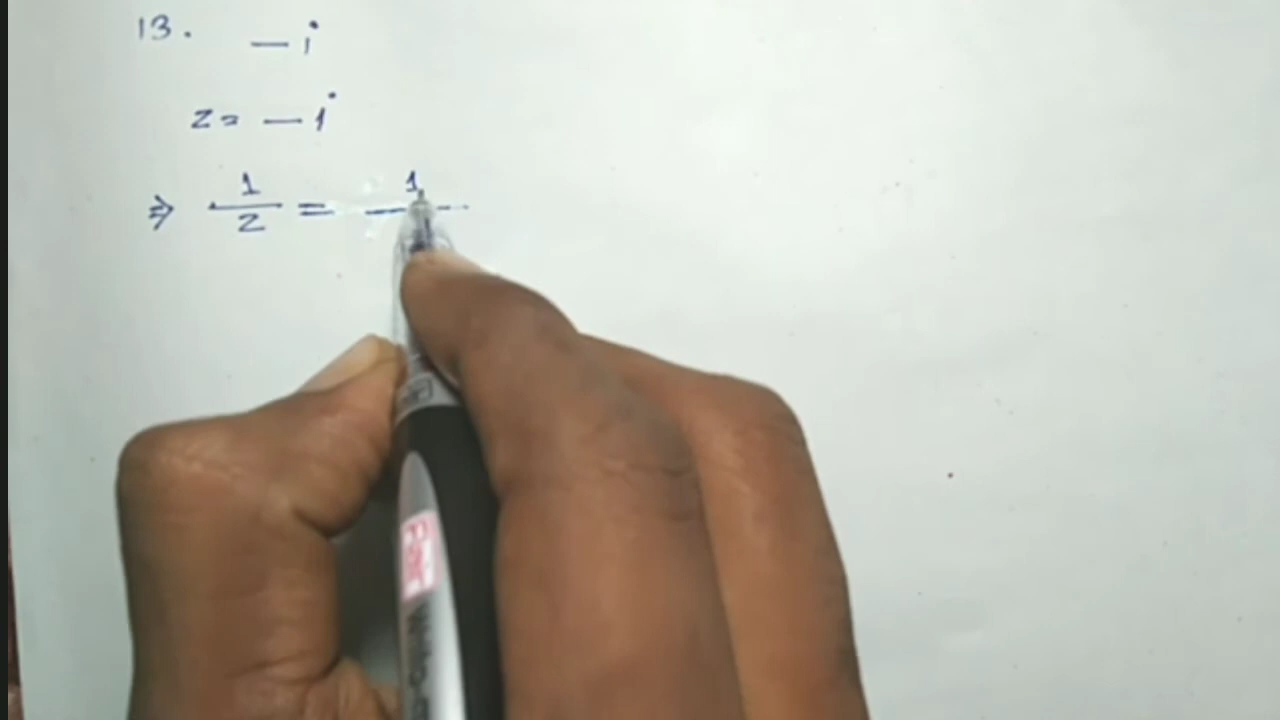 13. – i
z = – i
⇒ 1/z = 1/